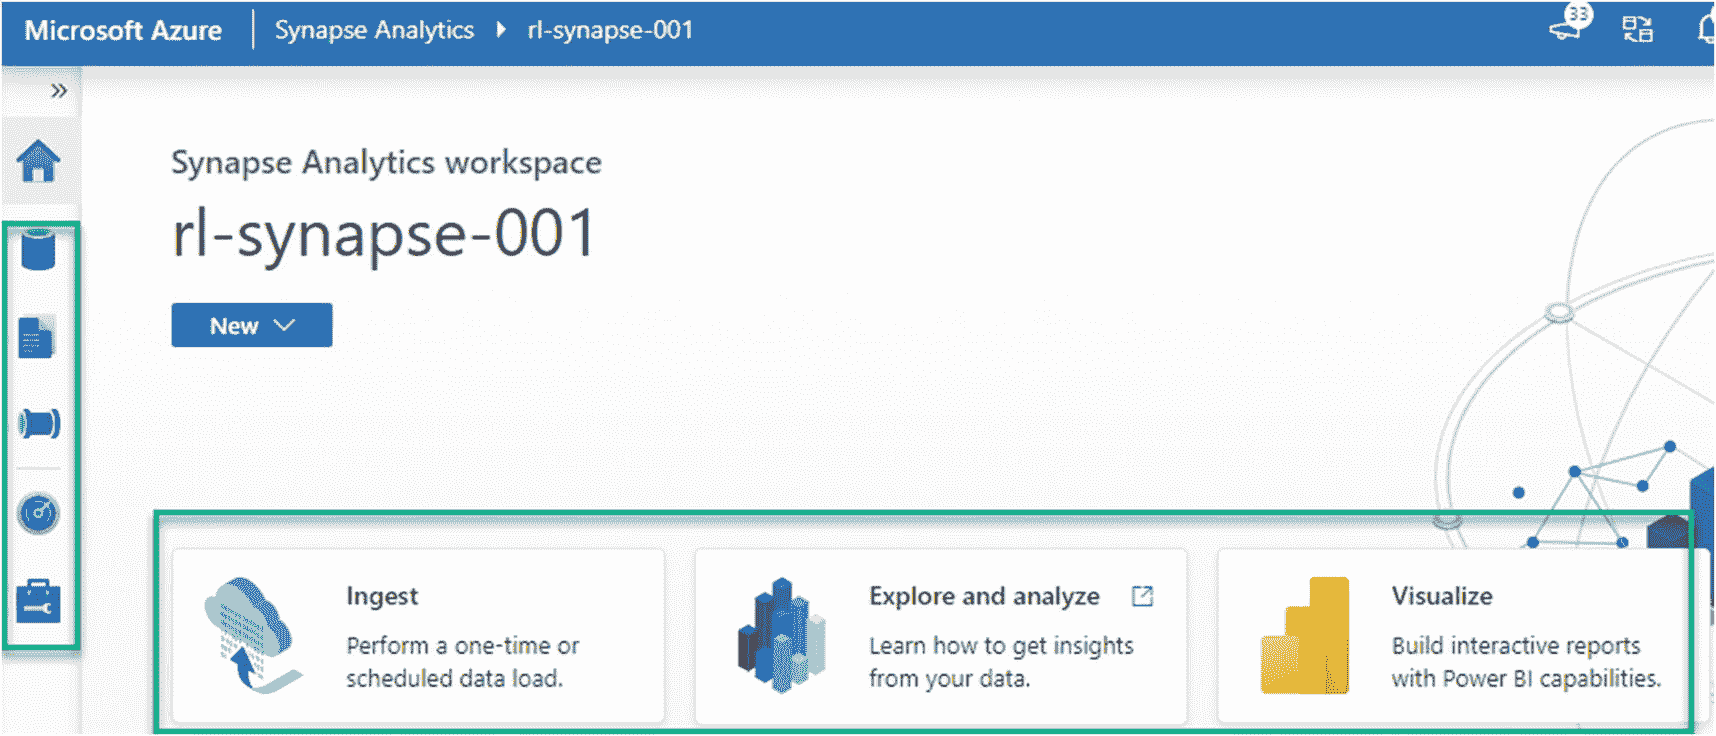 Microsoft Azure
Synapse Analytics
rl-synapse-001
33
Synapse Analytics workspace
rl-synapse-001
New
Ingest
Perform a one-time or
scheduled data load.
Explore and analyze
Learn how to get insights
from your data.
Visualize
Build interactive reports
with Power BI capabilities.